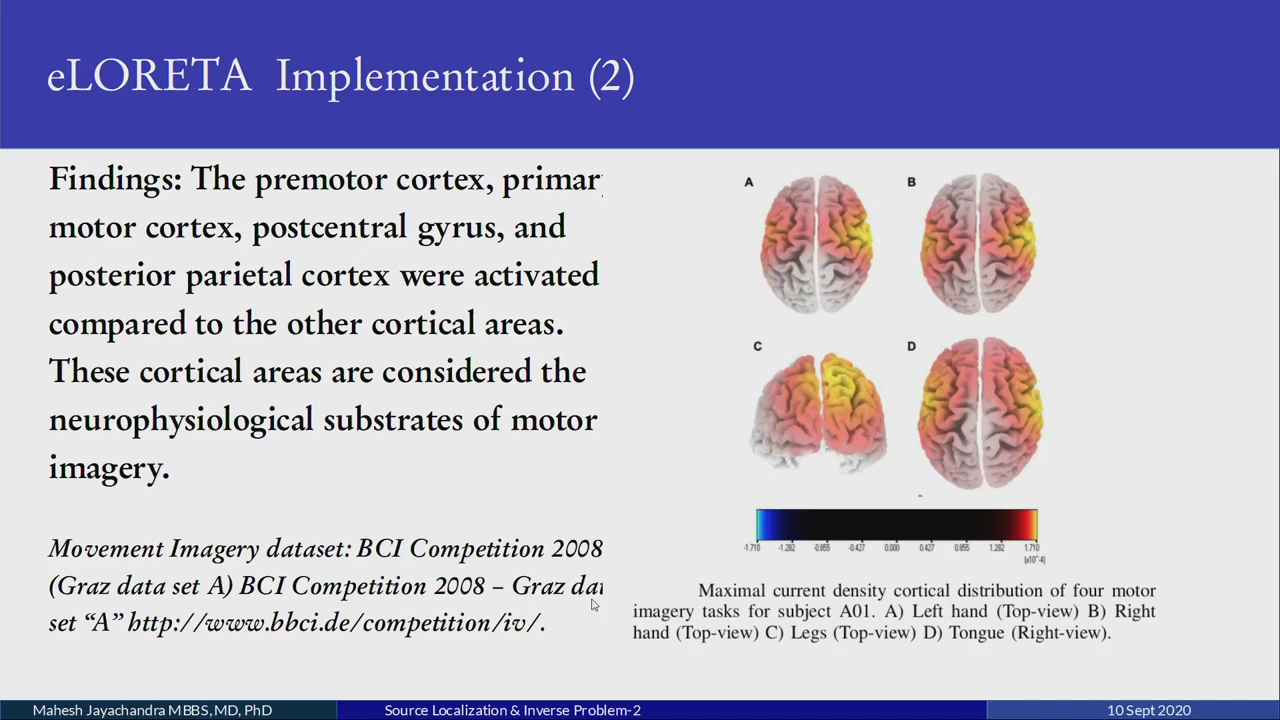 eLORETA Implementation (2)
Findings: The premotor cortex, primar
motor cortex, postcentral gyrus, and
posterior parietal cortex were activated
compared to the other cortical areas.
These cortical areas are considered the
neurophysiological substrates of motor
imagery.
Movement Imagery dataset: BCI Competition 2008
(Graz data set A) BCI Competition 2008 – Graz da
set “A” http://www.bbci.de/competition/iv/.
A
B
C
D
-1.710 -1.282 -0.855 -0.427 0.000 0.427 0.855 1.282 1.710
(x10^-4)
Maximal current density cortical distribution of four motor
imagery tasks for subject A01. A) Left hand (Top-view) B) Right
hand (Top-view) C) Legs (Top-view) D) Tongue (Right-view).
Mahesh Jayachandra MBBS, MD, PhD
Source Localization & Inverse Problem-2
10 Sept 2020